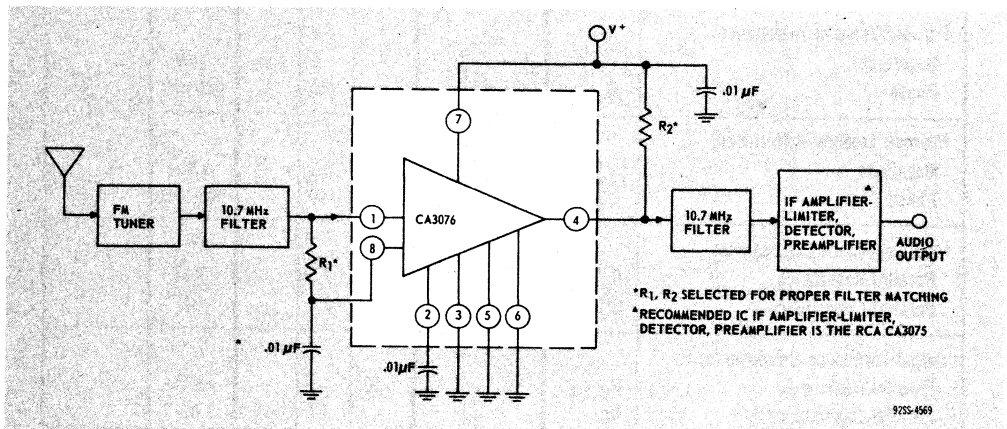 V+
.01 µF
7
R2*
FM
TUNER
10.7 MHz
FILTER
1
CA3076
4
10.7 MHz
FILTER
▲
IF AMPLIFIER-
LIMITER,
DETECTOR,
PREAMPLIFIER
AUDIO
OUTPUT
8
R1*
2
3
5
6
*R1, R2 SELECTED FOR PROPER FILTER MATCHING
▲RECOMMENDED IC IF AMPLIFIER-LIMITER,
DETECTOR, PREAMPLIFIER IS THE RCA CA3075
*
.01 µF
.01µF
92SS-4569